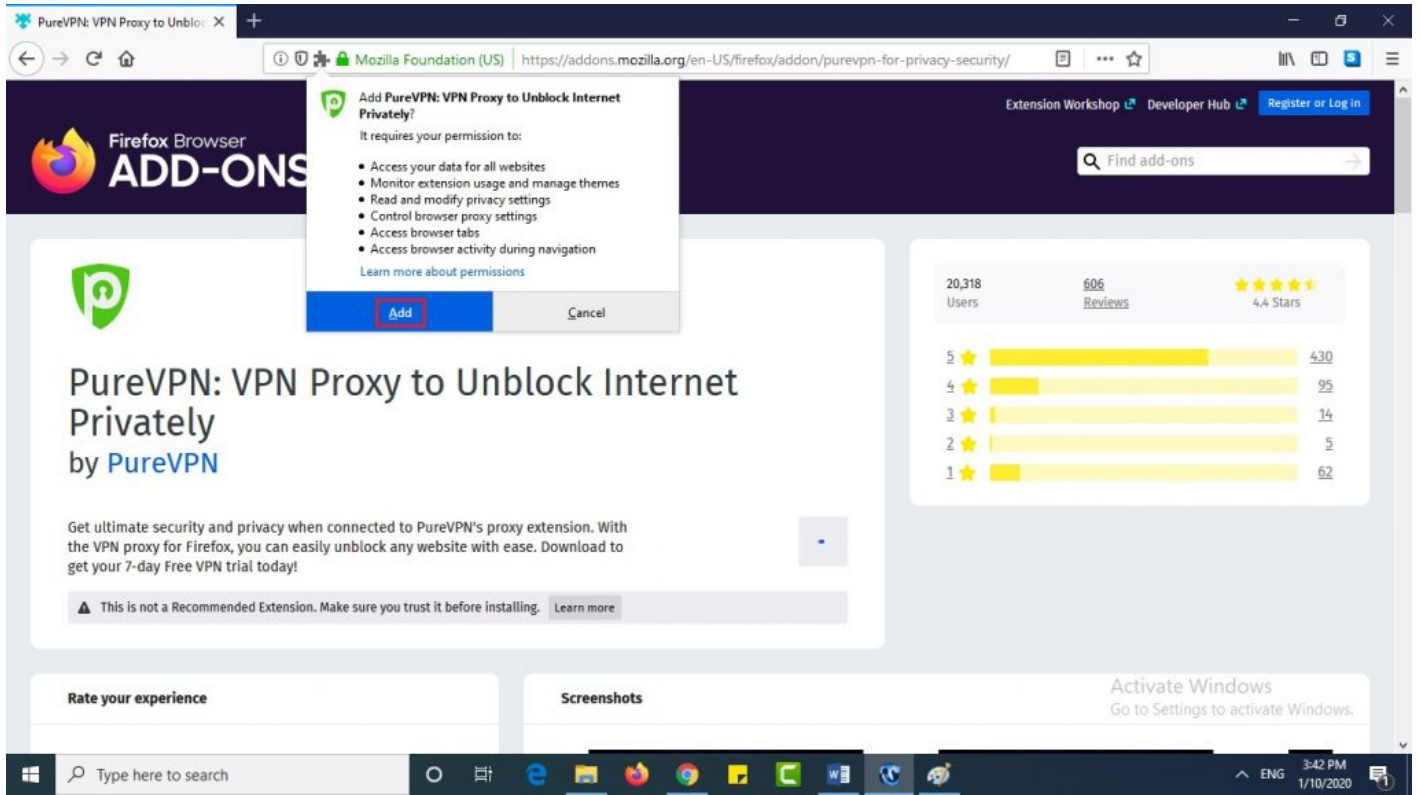 PureVPN: VPN Proxy to Unbloc
Mozilla Foundation (US)
https://addons.mozilla.org/en-US/firefox/addon/purevpn-for-privacy-security/
Add PureVPN: VPN Proxy to Unblock Internet
Privately?
It requires your permission to:
• Access your data for all websites
• Monitor extension usage and manage themes
• Read and modify privacy settings
• Control browser proxy settings
• Access browser tabs
• Access browser activity during navigation
Learn more about permissions
Add
Cancel
Firefox Browser
ADD-ONS
Extension Workshop
Developer Hub
Register or Log in
Find add-ons
PureVPN: VPN Proxy to Unblock Internet
Privately
by PureVPN
Get ultimate security and privacy when connected to PureVPN's proxy extension. With
the VPN proxy for Firefox, you can easily unblock any website with ease. Download to
get your 7-day Free VPN trial today!
This is not a Recommended Extension. Make sure you trust it before installing. Learn more
20,318 606
Users Reviews 4.4 Stars
5 430
4 95
3 14
2 5
1 62
Rate your experience
Screenshots
Activate Windows
Go to Settings to activate Windows.
Type here to search
ENG
3:42 PM
1/10/2020